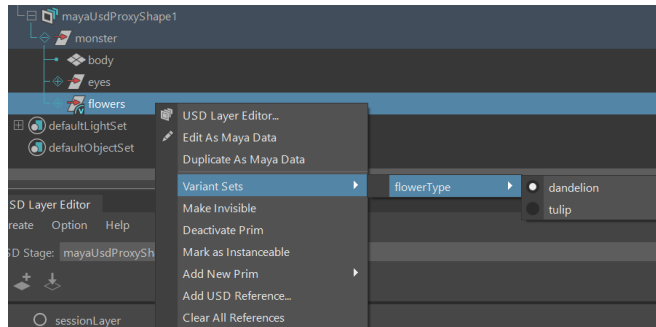 mayaUsdProxyShape1
monster
body
eyes
flowers
defaultLightSet
defaultObjectSet
USD Layer Editor...
Edit As Maya Data
Duplicate As Maya Data
Variant Sets
flowerType
dandelion
tulip
Make Invisible
Deactivate Prim
Mark as Instanceable
Add New Prim
Add USD Reference...
Clear All References
SD Layer Editor
reate Option Help
SD Stage: mayaUsdProxySh
sessionLayer